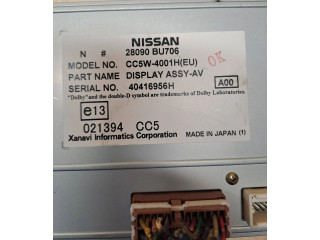 NISSAN
N # 28090 BU706
MODEL NO. CC5W-4001H(EU)
PART NAME DISPLAY ASSY-AV
SERIAL NO. 40416956H
OK
A00
"Dolby" and the double-D symbol are trademarks of Dolby Laboratories.
e13
021394 CC5
Xanavi Informatics Corporation MADE IN JAPAN (1)